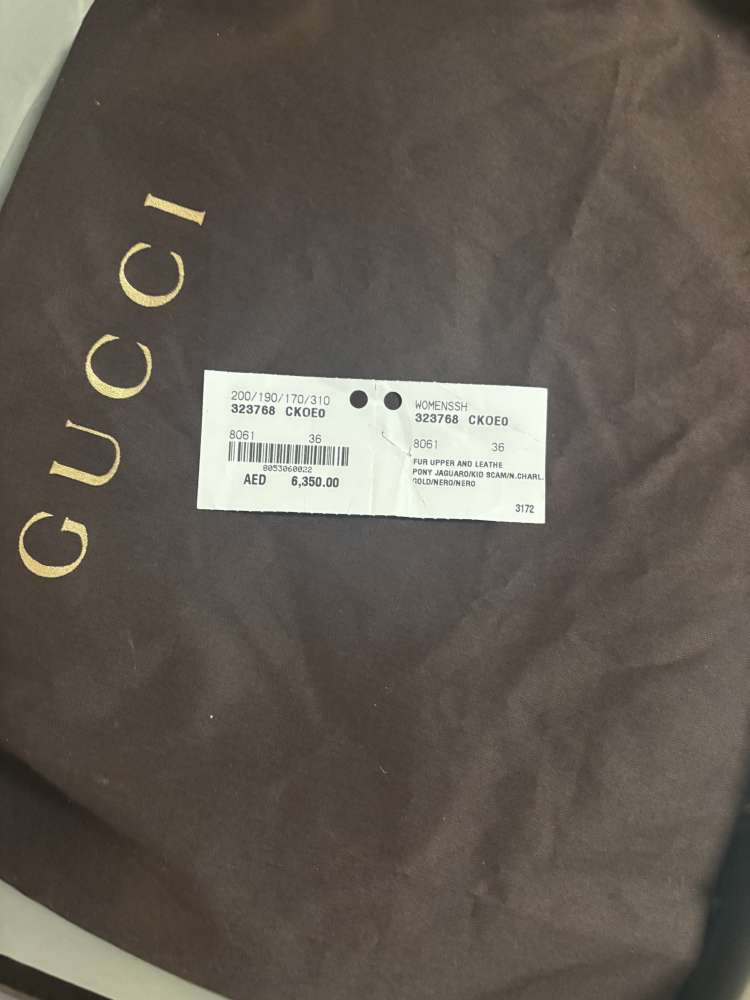 GUCCI
200/190/170/310
323768 CKOE0
8061 36
8053060022
AED 6,350.00
WOMENSSH
323768 CKOE0
8061 36
FUR UPPER AND LEATHE
PONY JAGUARO/KID SCAM/N.CHARL.
GOLD/NERO/NERO
3172